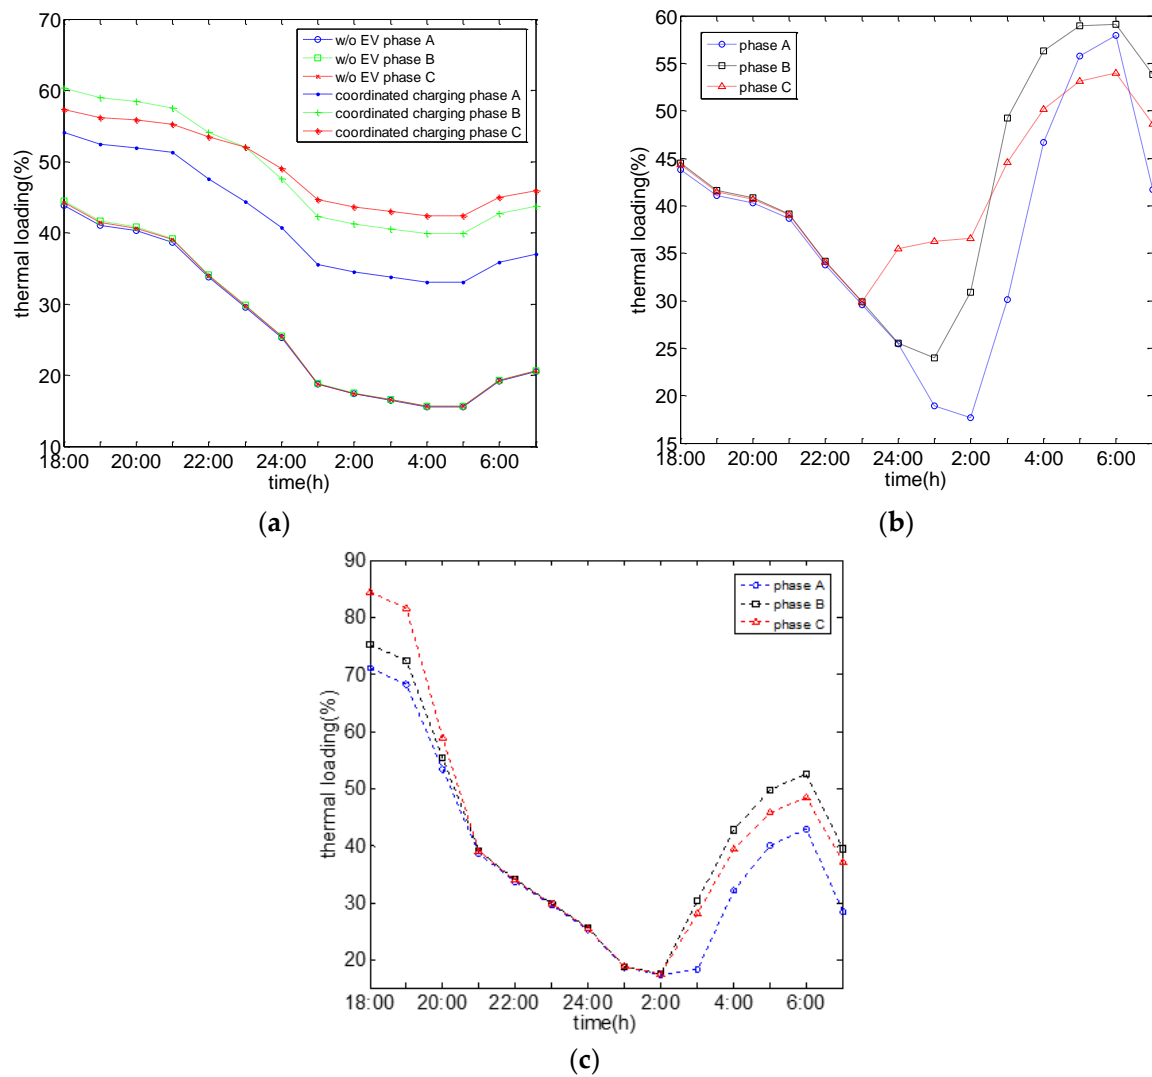 w/o EV phase A
w/o EV phase B
w/o EV phase C
coordinated charging phase A
coordinated charging phase B
coordinated charging phase C
70
60
50
40
30
20
10
thermal loading(%)
18:00 20:00 22:00 24:00 2:00 4:00 6:00
time(h)
(a)
phase A
phase B
phase C
60
55
50
45
40
35
30
25
20
15
thermal loading(%)
18:00 20:00 22:00 24:00 2:00 4:00 6:00
time(h)
(b)
phase A
phase B
phase C
90
80
70
60
50
40
30
20
thermal loading(%)
18:00 20:00 22:00 24:00 2:00 4:00 6:00
time(h)
(c)